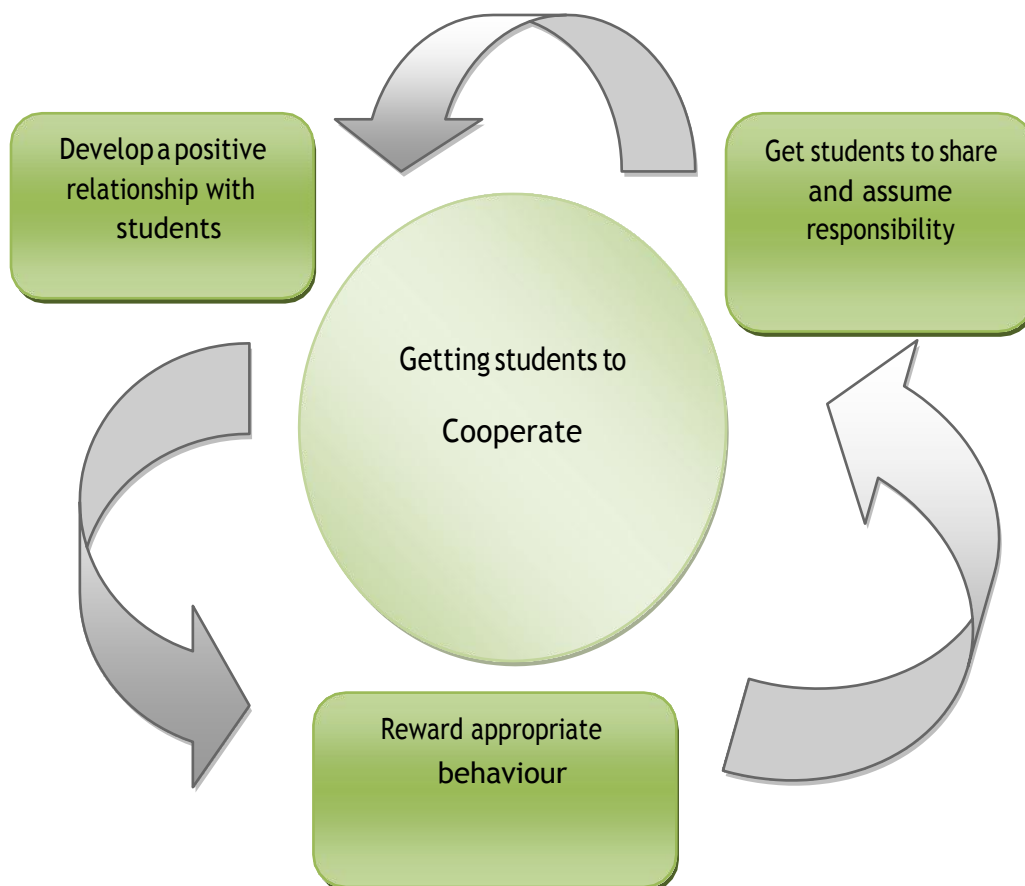 Develop a positive
relationship with
students
Get students to share
and assume
responsibility
Getting students to
Cooperate
Reward appropriate
behaviour